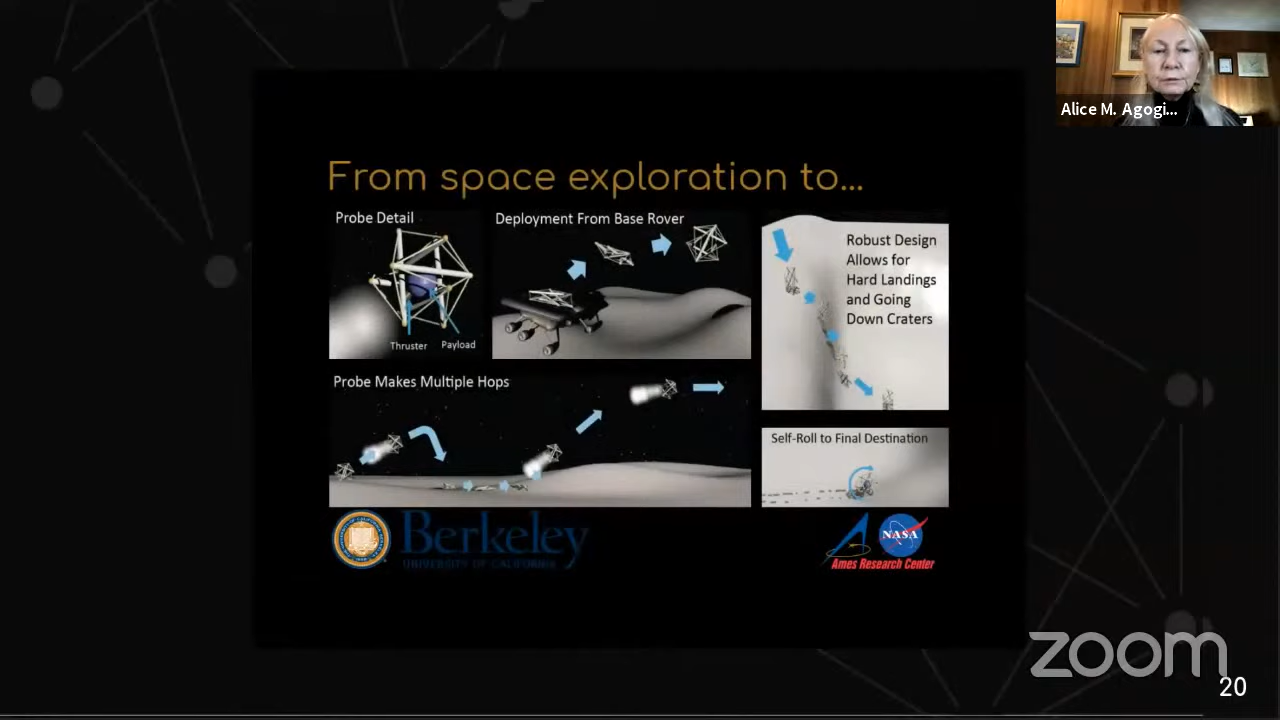 Alice M. Agogi...
From space exploration to...
Probe Detail
Thruster
Payload
Deployment From Base Rover
Robust Design
Allows for
Hard Landings
and Going
Down Craters
Probe Makes Multiple Hops
Self-Roll to Final Destination
Berkeley
UNIVERSITY OF CALIFORNIA
NASA
Ames Research Center
zoom
20